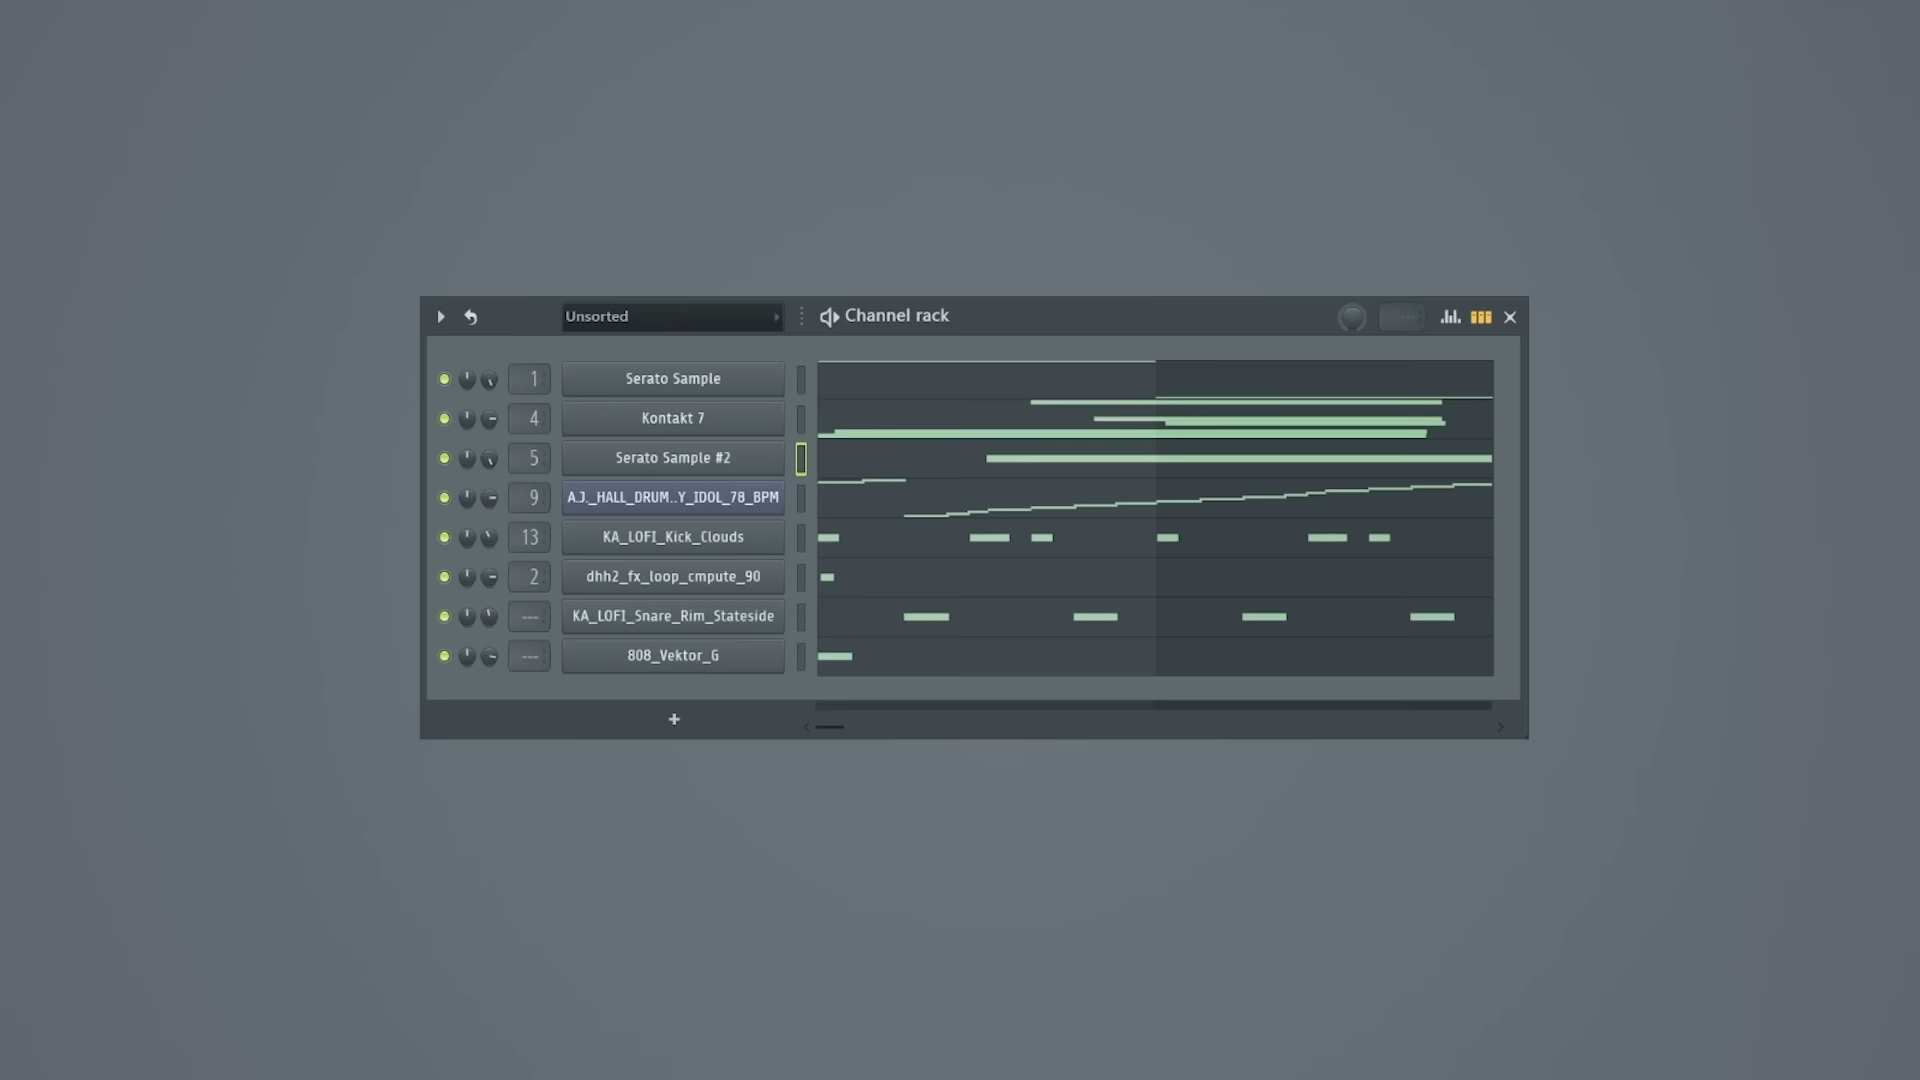 Unsorted
Channel rack
1 Serato Sample
4 Kontakt 7
5 Serato Sample #2
9 A.J._HALL_DRUM..Y_IDOL_78_BPM
13 KA_LOFI_Kick_Clouds
2 dhh2_fx_loop_cmpute_90
--- KA_LOFI_Snare_Rim_Stateside
--- 808_Vektor_G
+